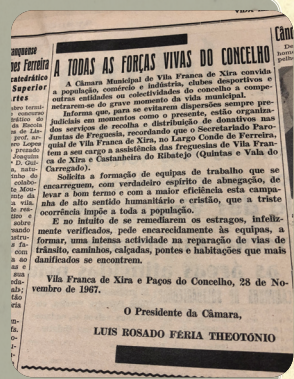 A TODAS AS FORÇAS VIVAS DO CONCELHO
A Câmara Municipal de Vila Franca de Xira convida
a população, comércio e indústria, clubes desportivos e
outras entidades ou colectividades do concelho a compe-
netrarem-se do grave momento da vida municipal.
Informa que, para se evitarem dispersões sempre pre-
judiciais em momentos como o presente, estão organiza-
dos serviços de recolha e distribuição de donativos nas
Juntas de Freguesia, recordando que o Secretariado Paro-
quial de Vila Franca de Xira, no Largo Conde de Ferreira,
tem a seu cargo a assistência das freguesias de Vila Fran-
ca de Xira e Castanheira do Ribatejo (Quintas e Vala do
Carregado).
Solicita a formação de equipas de trabalho que se
encarreguem, com verdadeiro espírito de abnegação, de
levar a bom termo e com a maior eficiência esta campa-
nha de alto sentido humanitário e cristão, que a triste
ocorrência impõe a toda a população.
E no intuito de se remediarem os estragos, infeliz-
mente verificados, pede encarecidamente às equipas, a
formar, uma intensa actividade na reparação de vias de
trânsito, caminhos, calçadas, pontes e habitações que mais
danificados se encontrem.
Vila Franca de Xira e Paços do Concelho, 28 de No-
vembro de 1967.
O Presidente da Câmara,
LUIS ROSADO FÉRIA THEOTÓNIO
pes Ferreira
catedrático
Superior